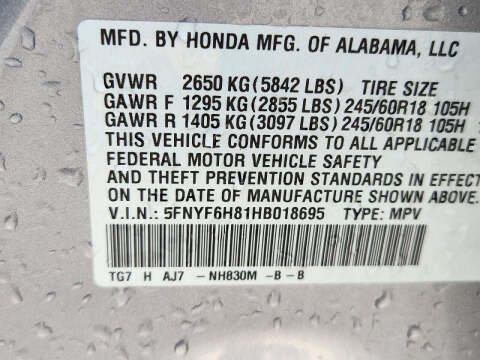 MFD. BY HONDA MFG. OF ALABAMA, LLC
GVWR 2650 KG (5842 LBS) TIRE SIZE
GAWR F 1295 KG (2855 LBS) 245/60R18 105H
GAWR R 1405 KG (3097 LBS) 245/60R18 105H
THIS VEHICLE CONFORMS TO ALL APPLICABLE
FEDERAL MOTOR VEHICLE SAFETY
AND THEFT PREVENTION STANDARDS IN EFFECT
ON THE DATE OF MANUFACTURE SHOWN ABOVE.
V.I.N.: 5FNYF6H81HB018695 TYPE: MPV
TG7 H AJ7 -NH830M -B-B